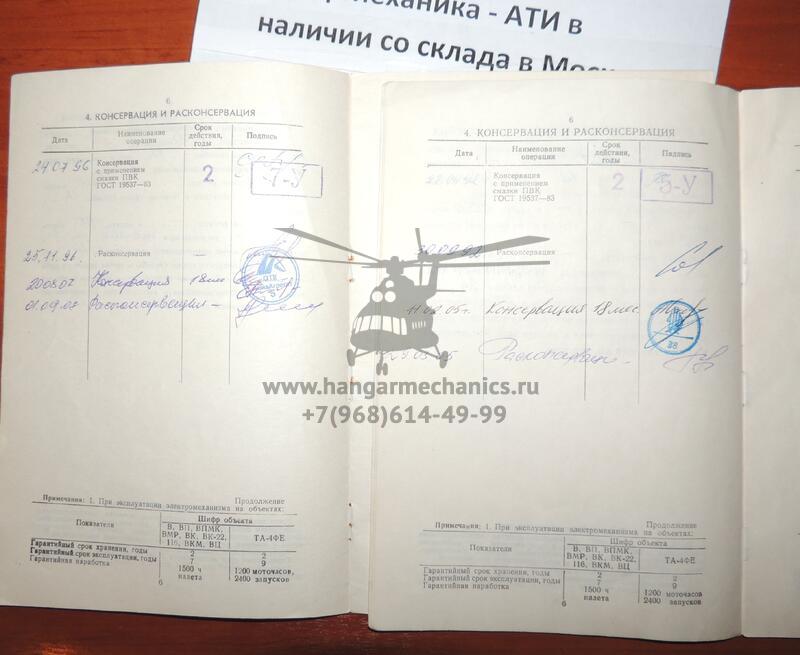 механика - АТИ в
наличии со склада в Мос
6
4. КОНСЕРВАЦИЯ И РАСКОНСЕРВАЦИЯ
Дата Наименование операции Срок действия, годы Подпись
24.07.96 Консервация 2 7-У
с применением
смазки ПВК
ГОСТ 19537—83
25.11.96. Расконсервация —
200807 Консервация 18 мес
01.09.07 Расконсервация —
Примечания: 1. При эксплуатации электромеханизма на объектах:
Продолжение
Показатели Шифр объекта
В, ВП, ВПМК, ВМР, ВК, ВК-22, 116, ВКМ, ВЦ ТА-4ФЕ
Гарантийный срок хранения, годы 2 2
Гарантийный срок эксплуатации, годы 7 9
Гарантийная наработка 1500 ч налета 1200 моточасов, 2400 запусков
6
6
4. КОНСЕРВАЦИЯ И РАСКОНСЕРВАЦИЯ
Дата Наименование операции Срок действия, годы Подпись
Консервация 2 5-У
с применением
смазки ПВК
ГОСТ 19537—83
Расконсервация
11.02.05г. Консервация 18 мес.
38
Расконсервация
Примечания: 1. При эксплуатации электромеханизма на объектах:
Продолжение
Показатели Шифр объекта
В, ВП, ВПМК, ВМР, ВК, ВК-22, 116, ВКМ, ВЦ ТА-4ФЕ
Гарантийный срок хранения, годы 2 2
Гарантийный срок эксплуатации, годы 7 9
Гарантийная наработка 1500 ч налета 1200 моточасов 2400 запусков
6
www.hangarmechanics.ru
+7(968)614-49-99